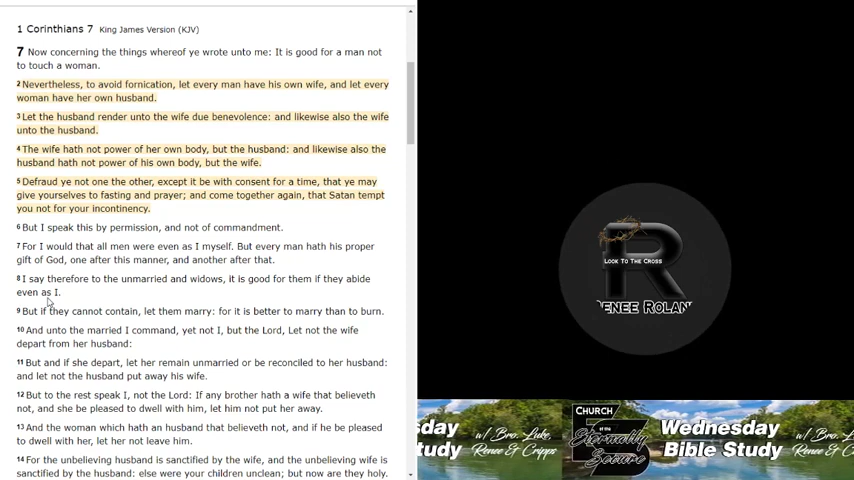 1 Corinthians 7 King James Version (KJV)
7 Now concerning the things whereof ye wrote unto me: It is good for a man not
to touch a woman.
2 Nevertheless, to avoid fornication, let every man have his own wife, and let every
woman have her own husband.
3 Let the husband render unto the wife due benevolence: and likewise also the wife
unto the husband.
4 The wife hath not power of her own body, but the husband: and likewise also the
husband hath not power of his own body, but the wife.
5 Defraud ye not one the other, except it be with consent for a time, that ye may
give yourselves to fasting and prayer; and come together again, that Satan tempt
you not for your incontinency.
6 But I speak this by permission, and not of commandment.
7 For I would that all men were even as I myself. But every man hath his proper
gift of God, one after this manner, and another after that.
8 I say therefore to the unmarried and widows, it is good for them if they abide
even as I.
9 But if they cannot contain, let them marry: for it is better to marry than to burn.
10 And unto the married I command, yet not I, but the Lord, Let not the wife
depart from her husband:
11 But and if she depart, let her remain unmarried or be reconciled to her husband:
and let not the husband put away his wife.
12 But to the rest speak I, not the Lord: If any brother hath a wife that believeth
not, and she be pleased to dwell with him, let him not put her away.
13 And the woman which hath an husband that believeth not, and if he be pleased
to dwell with her, let her not leave him.
14 For the unbelieving husband is sanctified by the wife, and the unbelieving wife is
sanctified by the husband: else were your children unclean; but now are they holy.
R
LOOK TO THE CROSS
RENEE ROLAN
sday
tudy
w/ Bro. Luke,
Renee & Cripps
CHURCH
of the
Eternally
Secure
Wednesday
Bible Study
w/ Bro. Luke,
Renee & Cripps